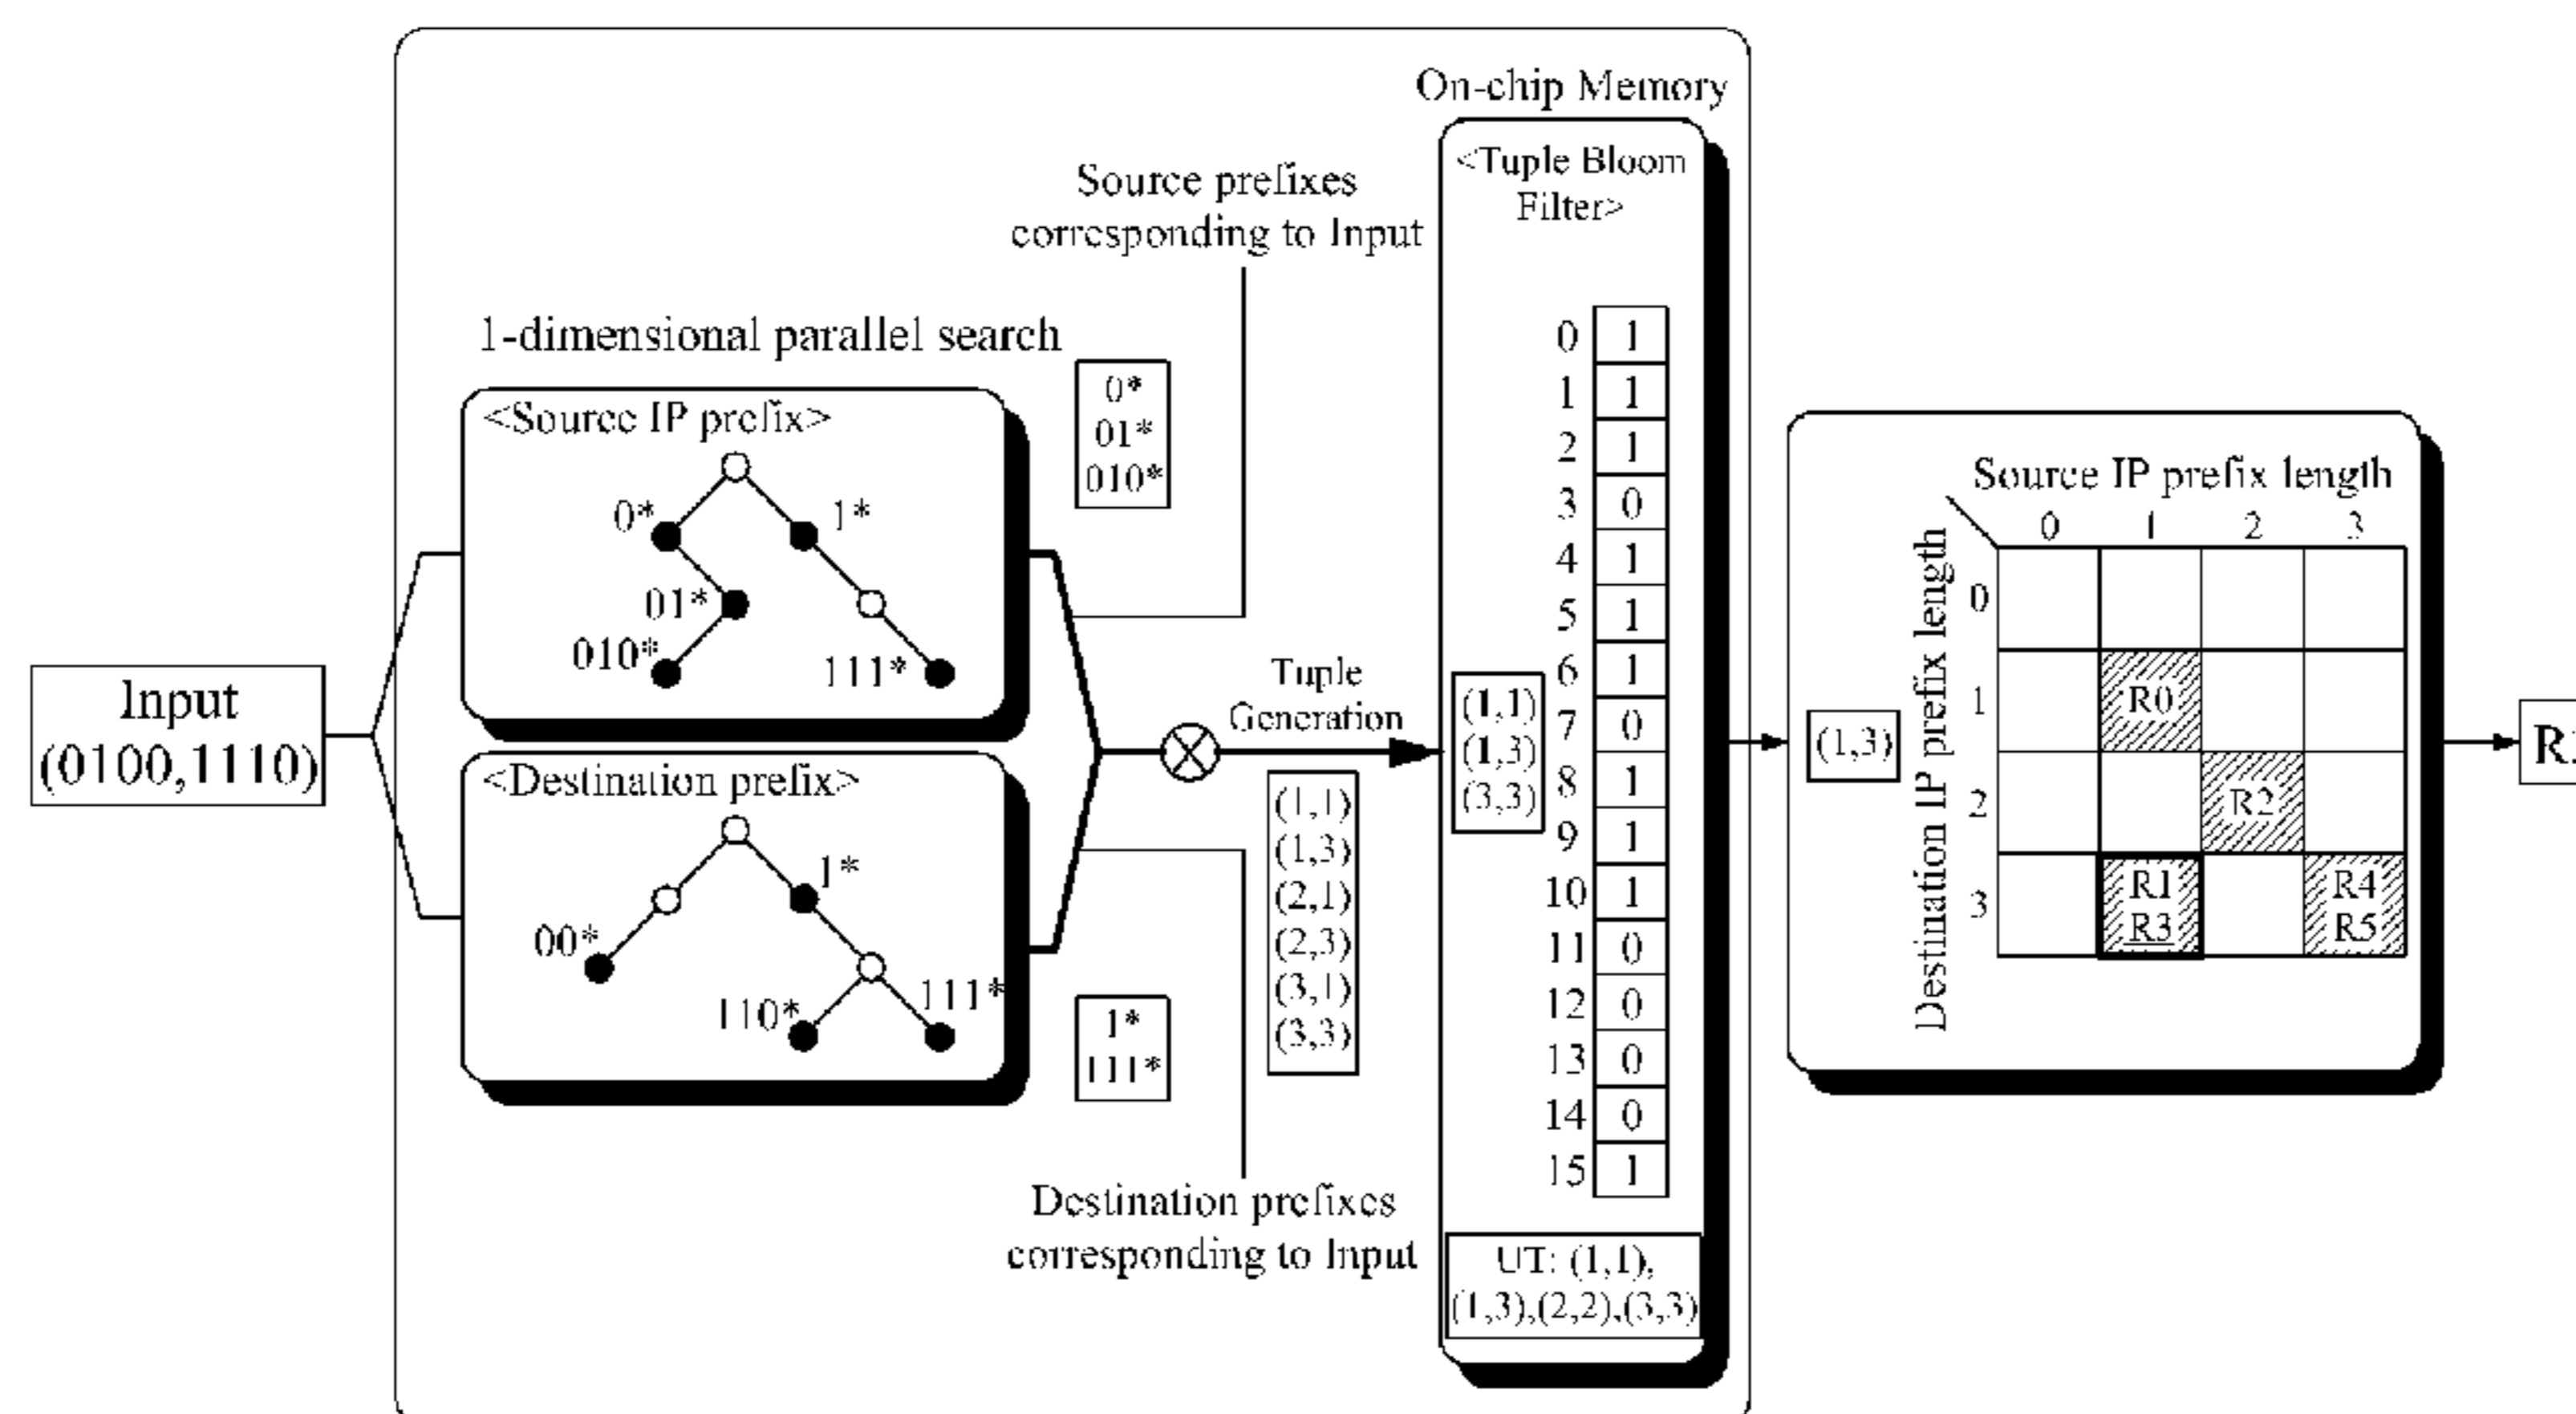 On-chip Memory
<Tuple Bloom
Filter>
Source prefixes
corresponding to Input
1-dimensional parallel search
0*
01*
010*
<Source IP prefix>
0*
1*
01*
010*
111*
Input
(0100,1110)
<Destination prefix>
1*
00*
110*
111*
1*
111*
Destination prefixes
corresponding to Input
Tuple
Generation
(1,1)
(1,3)
(2,1)
(2,3)
(3,1)
(3,3)
(1,1)
(1,3)
(3,3)
0 1
1 1
2 1
3 0
4 1
5 1
6 1
7 0
8 1
9 1
10 1
11 0
12 0
13 0
14 0
15 1
UT: (1,1),
(1,3),(2,2),(3,3)
(1,3)
Source IP prefix length
0 1 2 3
Destination IP prefix length
0
1 R0
2 R2
3
R1 R4
R3 R5